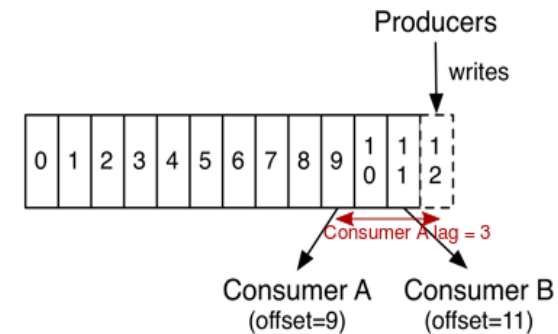 Producers
writes
0 1 2 3 4 5 6 7 8 9 10 11 12
Consumer A lag = 3
Consumer A Consumer B
(offset=9) (offset=11)